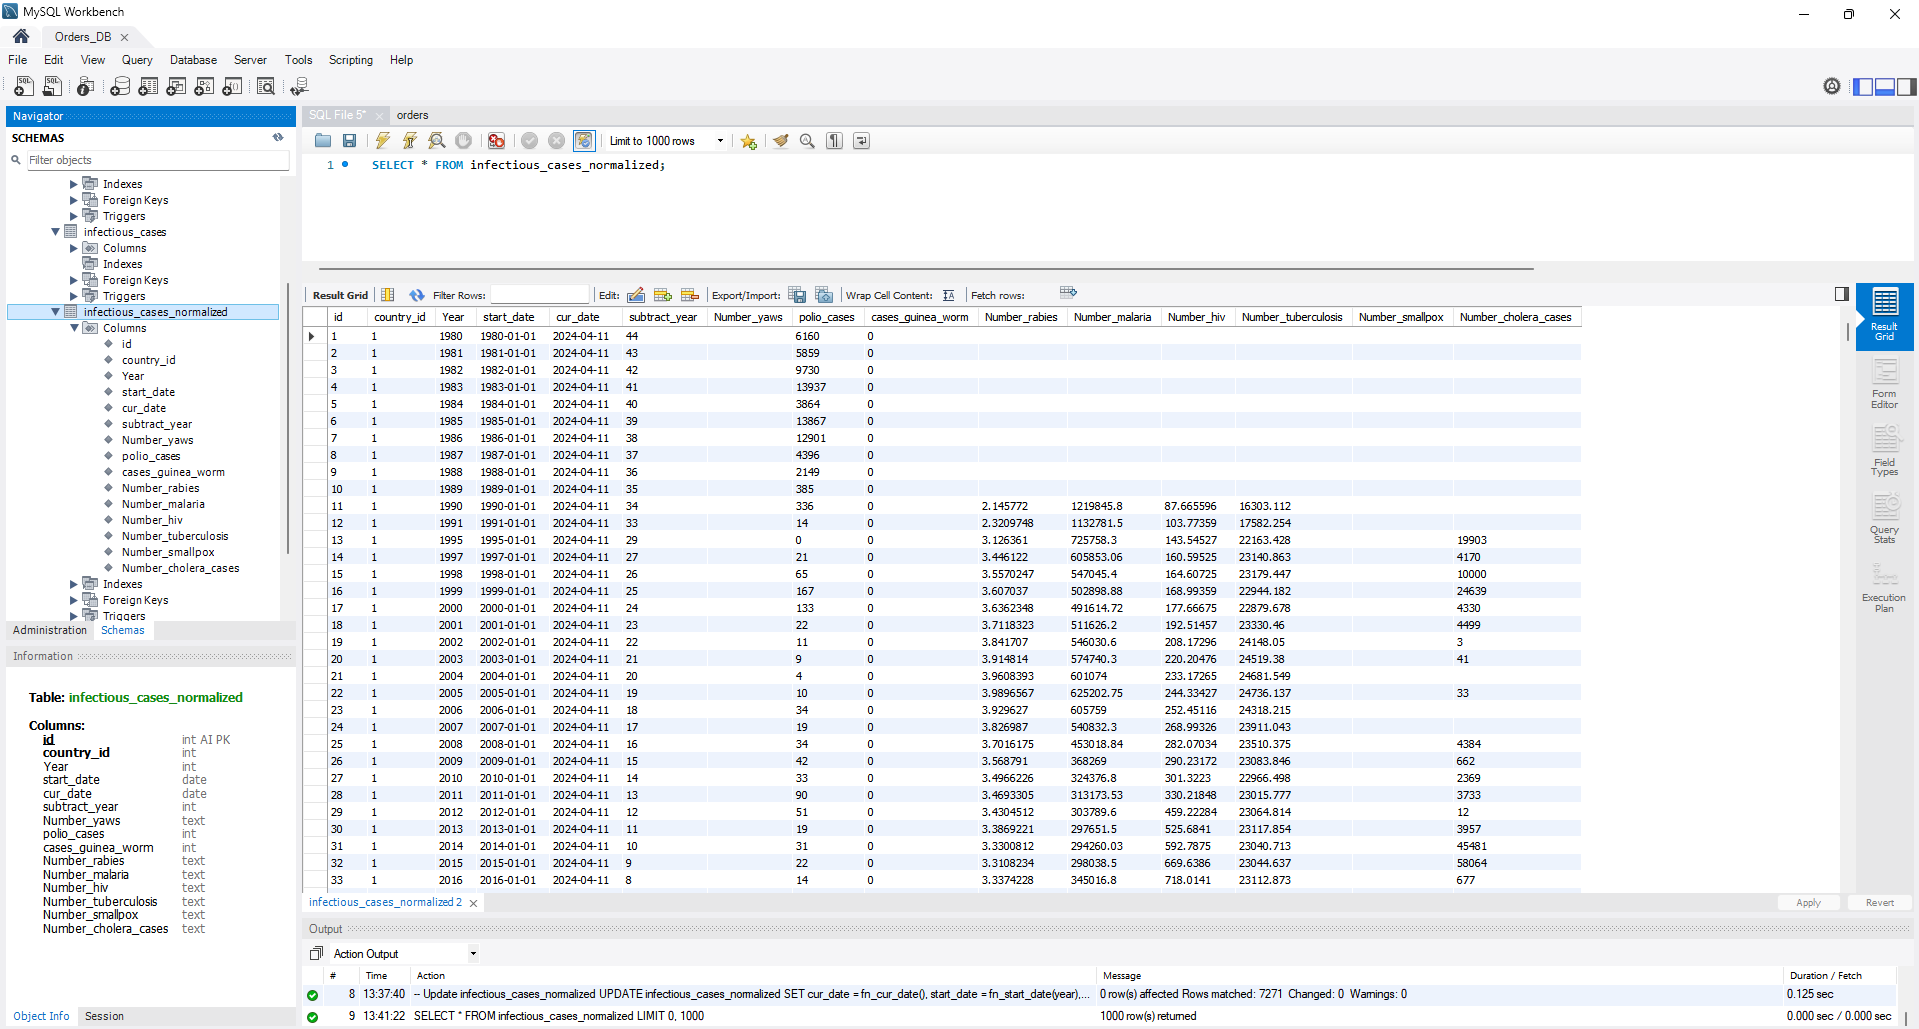 MySQL Workbench
Orders_DB
File Edit View Query Database Server Tools Scripting Help
Navigator
SCHEMAS
Filter objects
Indexes
Foreign Keys
Triggers
infectious_cases
Columns
Indexes
Foreign Keys
Triggers
infectious_cases_normalized
Columns
id
country_id
Year
start_date
cur_date
subtract_year
Number_yaws
polio_cases
cases_guinea_worm
Number_rabies
Number_malaria
Number_hiv
Number_tuberculosis
Number_smallpox
Number_cholera_cases
Indexes
Foreign Keys
Triggers
Administration Schemas
Information
Table: infectious_cases_normalized
Columns:
id int AI PK
country_id int
Year int
start_date date
cur_date date
subtract_year int
Number_yaws text
polio_cases int
cases_guinea_worm int
Number_rabies text
Number_malaria text
Number_hiv text
Number_tuberculosis text
Number_smallpox text
Number_cholera_cases text
Object Info Session
SQL File 5* orders
Limit to 1000 rows
1 SELECT * FROM infectious_cases_normalized;
Result Grid Filter Rows: Edit: Export/Import: Wrap Cell Content: Fetch rows:
id country_id Year start_date cur_date subtract_year Number_yaws polio_cases cases_guinea_worm Number_rabies Number_malaria Number_hiv Number_tuberculosis Number_smallpox Number_cholera_cases
1 1 1980 1980-01-01 2024-04-11 44 6160 0
2 1 1981 1981-01-01 2024-04-11 43 5859 0
3 1 1982 1982-01-01 2024-04-11 42 9730 0
4 1 1983 1983-01-01 2024-04-11 41 13937 0
5 1 1984 1984-01-01 2024-04-11 40 3864 0
6 1 1985 1985-01-01 2024-04-11 39 13867 0
7 1 1986 1986-01-01 2024-04-11 38 12901 0
8 1 1987 1987-01-01 2024-04-11 37 4396 0
9 1 1988 1988-01-01 2024-04-11 36 2149 0
10 1 1989 1989-01-01 2024-04-11 35 385 0
11 1 1990 1990-01-01 2024-04-11 34 336 0 2.145772 1219845.8 87.665596 16303.112
12 1 1991 1991-01-01 2024-04-11 33 14 0 2.3209748 1132781.5 103.77359 17582.254
13 1 1995 1995-01-01 2024-04-11 29 0 0 3.126361 725758.3 143.54527 22163.428 19903
14 1 1997 1997-01-01 2024-04-11 27 21 0 3.446122 605853.06 160.59525 23140.863 4170
15 1 1998 1998-01-01 2024-04-11 26 65 0 3.5570247 547045.4 164.60725 23179.447 10000
16 1 1999 1999-01-01 2024-04-11 25 167 0 3.607037 502898.88 168.99359 22944.182 24639
17 1 2000 2000-01-01 2024-04-11 24 133 0 3.6362348 491614.72 177.66675 22879.678 4330
18 1 2001 2001-01-01 2024-04-11 23 22 0 3.7118323 511626.2 192.51457 23330.46 4499
19 1 2002 2002-01-01 2024-04-11 22 11 0 3.841707 546030.6 208.17296 24148.05 3
20 1 2003 2003-01-01 2024-04-11 21 9 0 3.914814 574740.3 220.20476 24519.38 41
21 1 2004 2004-01-01 2024-04-11 20 4 0 3.9608393 601074 233.17265 24681.549
22 1 2005 2005-01-01 2024-04-11 19 10 0 3.9896567 625202.75 244.33427 24736.137 33
23 1 2006 2006-01-01 2024-04-11 18 34 0 3.929627 605759 252.45116 24318.215
24 1 2007 2007-01-01 2024-04-11 17 19 0 3.826987 540832.3 268.99326 23911.043
25 1 2008 2008-01-01 2024-04-11 16 34 0 3.7016175 453018.84 282.07034 23510.375 4384
26 1 2009 2009-01-01 2024-04-11 15 42 0 3.568791 368269 290.23172 23083.846 662
27 1 2010 2010-01-01 2024-04-11 14 33 0 3.4966226 324376.8 301.3223 22966.498 2369
28 1 2011 2011-01-01 2024-04-11 13 90 0 3.4693305 313173.53 330.21848 23015.777 3733
29 1 2012 2012-01-01 2024-04-11 12 51 0 3.4304512 303789.6 459.22284 23064.814 12
30 1 2013 2013-01-01 2024-04-11 11 19 0 3.3869221 297651.5 525.6841 23117.854 3957
31 1 2014 2014-01-01 2024-04-11 10 31 0 3.3300812 294260.03 592.7875 23040.713 45481
32 1 2015 2015-01-01 2024-04-11 9 22 0 3.3108234 298038.5 669.6386 23044.637 58064
33 1 2016 2016-01-01 2024-04-11 8 14 0 3.3374228 345016.8 718.0141 23112.873 677
Result Grid
Form Editor
Field Types
Query Stats
Execution Plan
infectious_cases_normalized 2 Apply Revert
Output
Action Output
# Time Action Message Duration / Fetch
8 13:37:40 -- Update infectious_cases_normalized UPDATE infectious_cases_normalized SET cur_date = fn_cur_date(), start_date = fn_start_date(year),... 0 row(s) affected Rows matched: 7271 Changed: 0 Warnings: 0 0.125 sec
9 13:41:22 SELECT * FROM infectious_cases_normalized LIMIT 0, 1000 1000 row(s) returned 0.000 sec / 0.000 sec